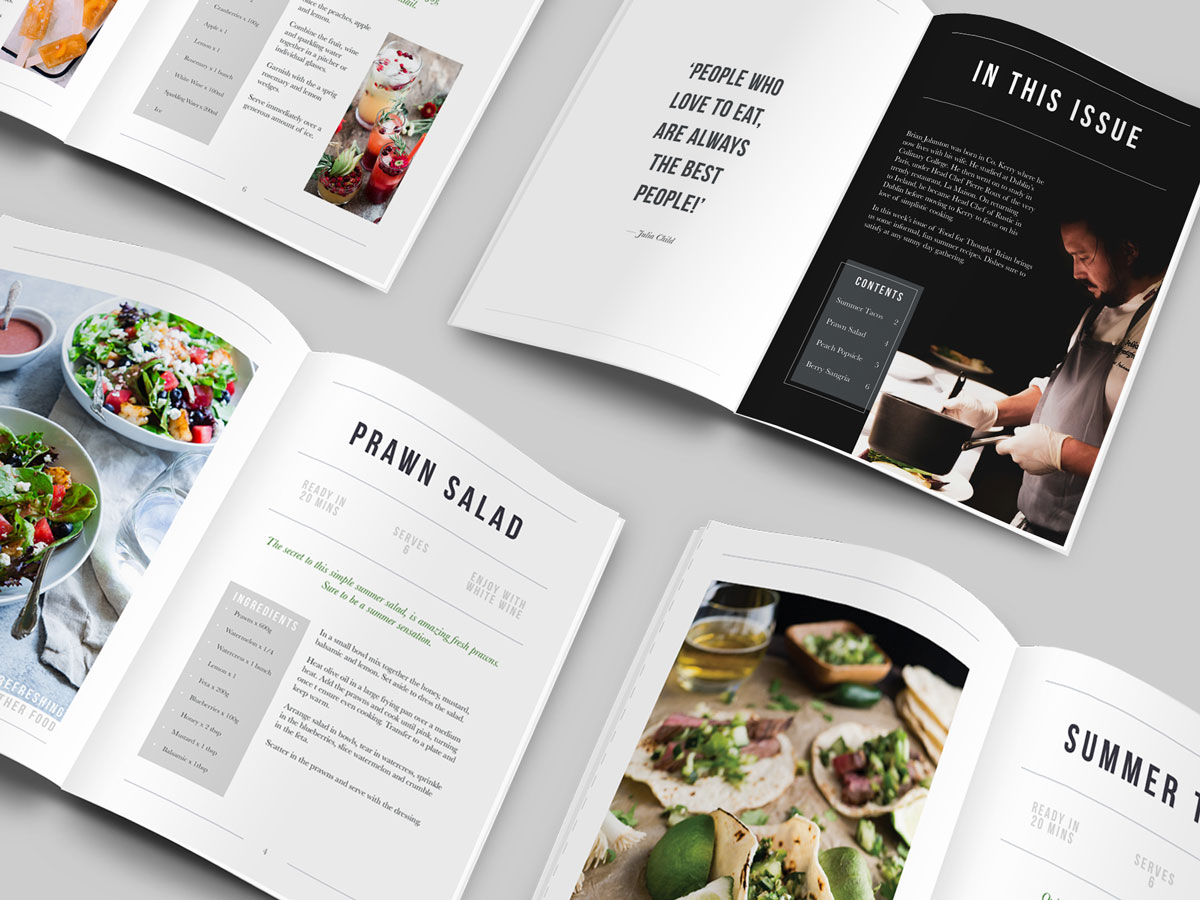 Cranberries x 100g
Apple x 1
Lemon x 1
Rosemary x 1 bunch
White Wine x 100ml
Sparkling Water x 200ml
Ice
the peaches, apple
and lemon.
Combine the fruit, wine
and sparkling water
together in a pitcher or
individual glasses.
Garnish with the a sprig
rosemary and lemon
wedges.
Serve immediately over a
generous amount of ice.
6
‘PEOPLE WHO
LOVE TO EAT,
ARE ALWAYS
THE BEST
PEOPLE!’
—Julia Child
IN THIS ISSUE
Brian Johnston was born in Co. Kerry where he
now lives with his wife. He studied at Dublin's
Culinary College. He then went on to study in
Paris, under Head Chef Pierre Roux of the very
trendy restaurant, La Maison. On returning
to Ireland, he became Head Chef of Rustic in
Dublin before moving to Kerry to focus on his
love of simplistic cooking.
In this week's issue of 'Food for Thought' Brian brings
us some informal, fun summer recipes. Dishes sure to
satisfy at any sunny day gathering.
CONTENTS
Summer Tacos 2
Prawn Salad 4
Peach Popsicle 5
Berry Sangria 6
REFRESHING
FOOD
PRAWN SALAD
READY IN
20 MINS
SERVES
6
ENJOY WITH
WHITE WINE
The secret to this simple summer salad, is amazing fresh prawns.
Sure to be a summer sensation.
INGREDIENTS
Prawns x 600g
Watermelon x 1/4
Watercress x 1 bunch
Lemon x 1
Feta x 200g
Blueberries x 100g
Honey x 2 tbsp
Mustard x 1 tbsp
Balsamic x 1tbsp
In a small bowl mix together the honey, mustard,
balsamic and lemon. Set aside to dress the salad.
Heat olive oil in a large frying pan over a medium
heat. Add the prawns and cook until pink, turning
once t ensure even cooking. Transfer to a plate and
keep warm.
Arrange salad in bowls, tear in watercress, sprinkle
in the blueberries, slice watermelon and crumble
in the feta.
Scatter in the prawns and serve with the dressing
4
SUMMER T
READY IN
20 MINS
SERVES
6